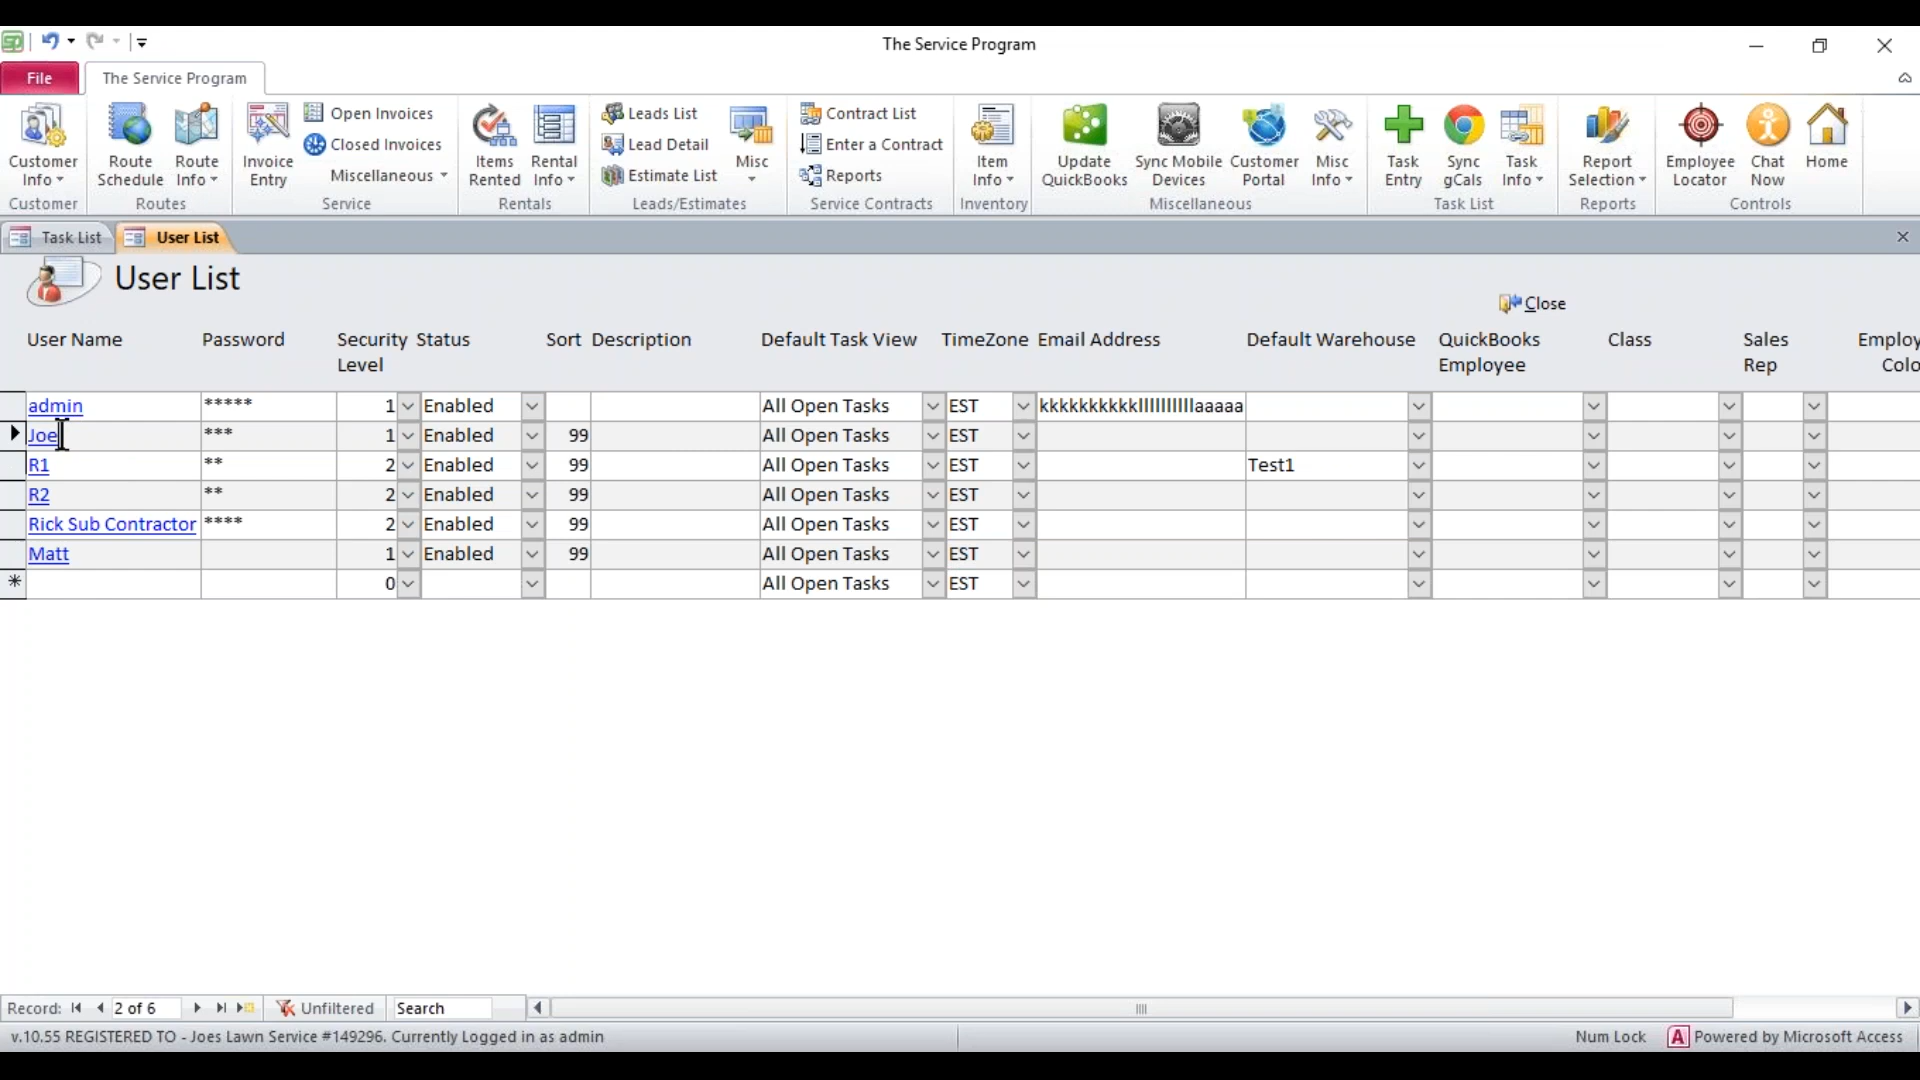 The Service Program
File
The Service Program
Customer Info
Route Schedule
Route Info
Invoice Entry
Open Invoices
Closed Invoices
Miscellaneous
Items Rented
Rental Info
Leads List
Lead Detail
Estimate List
Misc
Contract List
Enter a Contract
Reports
Item Info
Update QuickBooks
Sync Mobile Devices
Customer Portal
Misc Info
Task Entry
Sync gCals
Task Info
Report Selection
Employee Locator
Chat Now
Home
Customer
Routes
Service
Rentals
Leads/Estimates
Service Contracts
Inventory
Miscellaneous
Task List
Reports
Controls
Task List
User List
User List
Close
User Name Password Security Level Status Sort Description Default Task View TimeZone Email Address Default Warehouse QuickBooks Employee Class Sales Rep Employ Colo
admin ***** 1 Enabled All Open Tasks EST kkkkkkkkkkllllllllllaaaaa
Joe *** 1 Enabled 99 All Open Tasks EST
R1 ** 2 Enabled 99 All Open Tasks EST Test1
R2 ** 2 Enabled 99 All Open Tasks EST
Rick Sub Contractor **** 2 Enabled 99 All Open Tasks EST
Matt 1 Enabled 99 All Open Tasks EST
* 0 All Open Tasks EST
Record: 2 of 6 Unfiltered Search
v.10.55 REGISTERED TO - Joes Lawn Service #149296. Currently Logged in as admin
Num Lock
A Powered by Microsoft Access